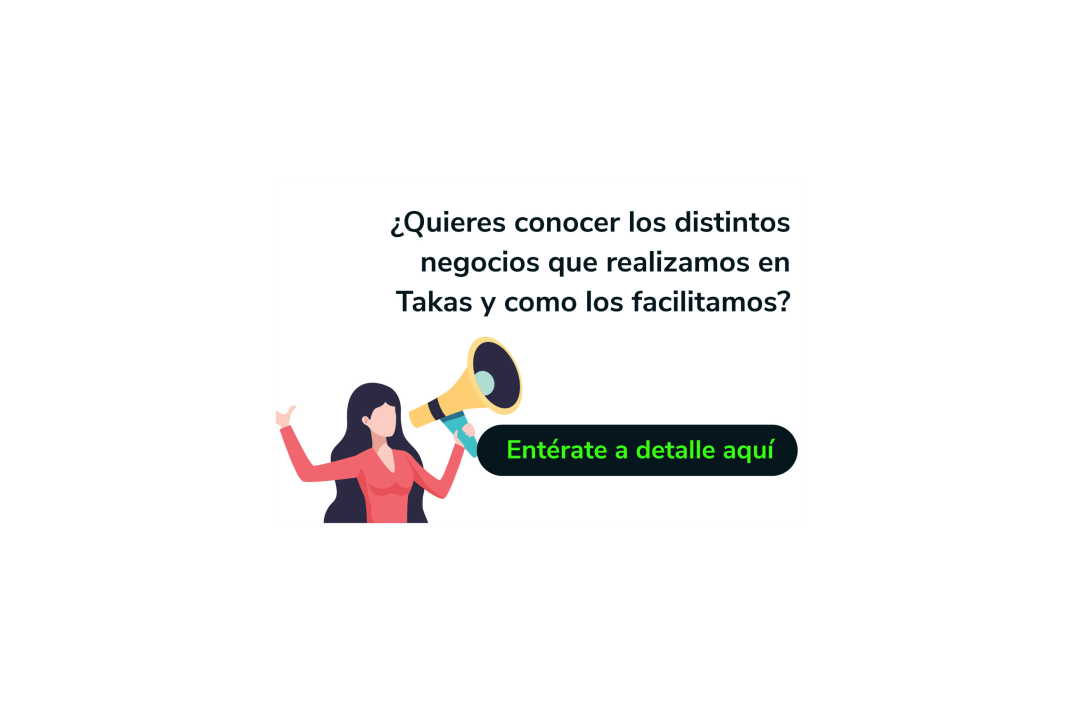 ¿Quieres conocer los distintos
negocios que realizamos en
Takas y como los facilitamos?
Entérate a detalle aquí